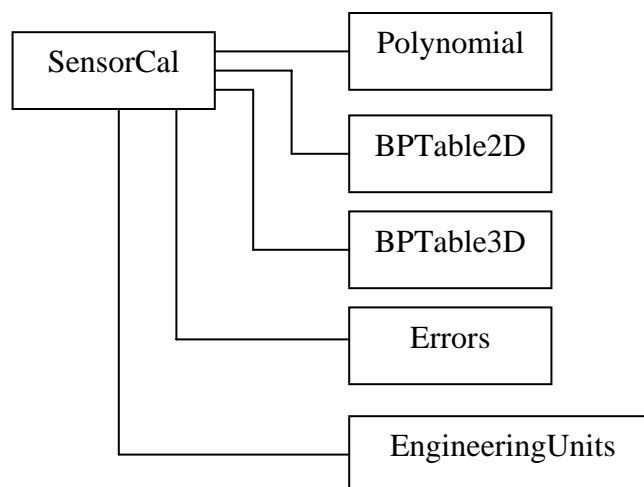 SensorCal
Polynomial
BPTable2D
BPTable3D
Errors
EngineeringUnits